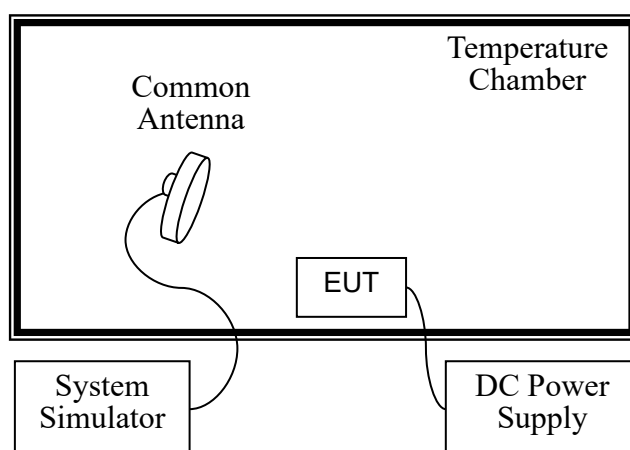 Temperature
Chamber
Common
Antenna
EUT
System
Simulator
DC Power
Supply